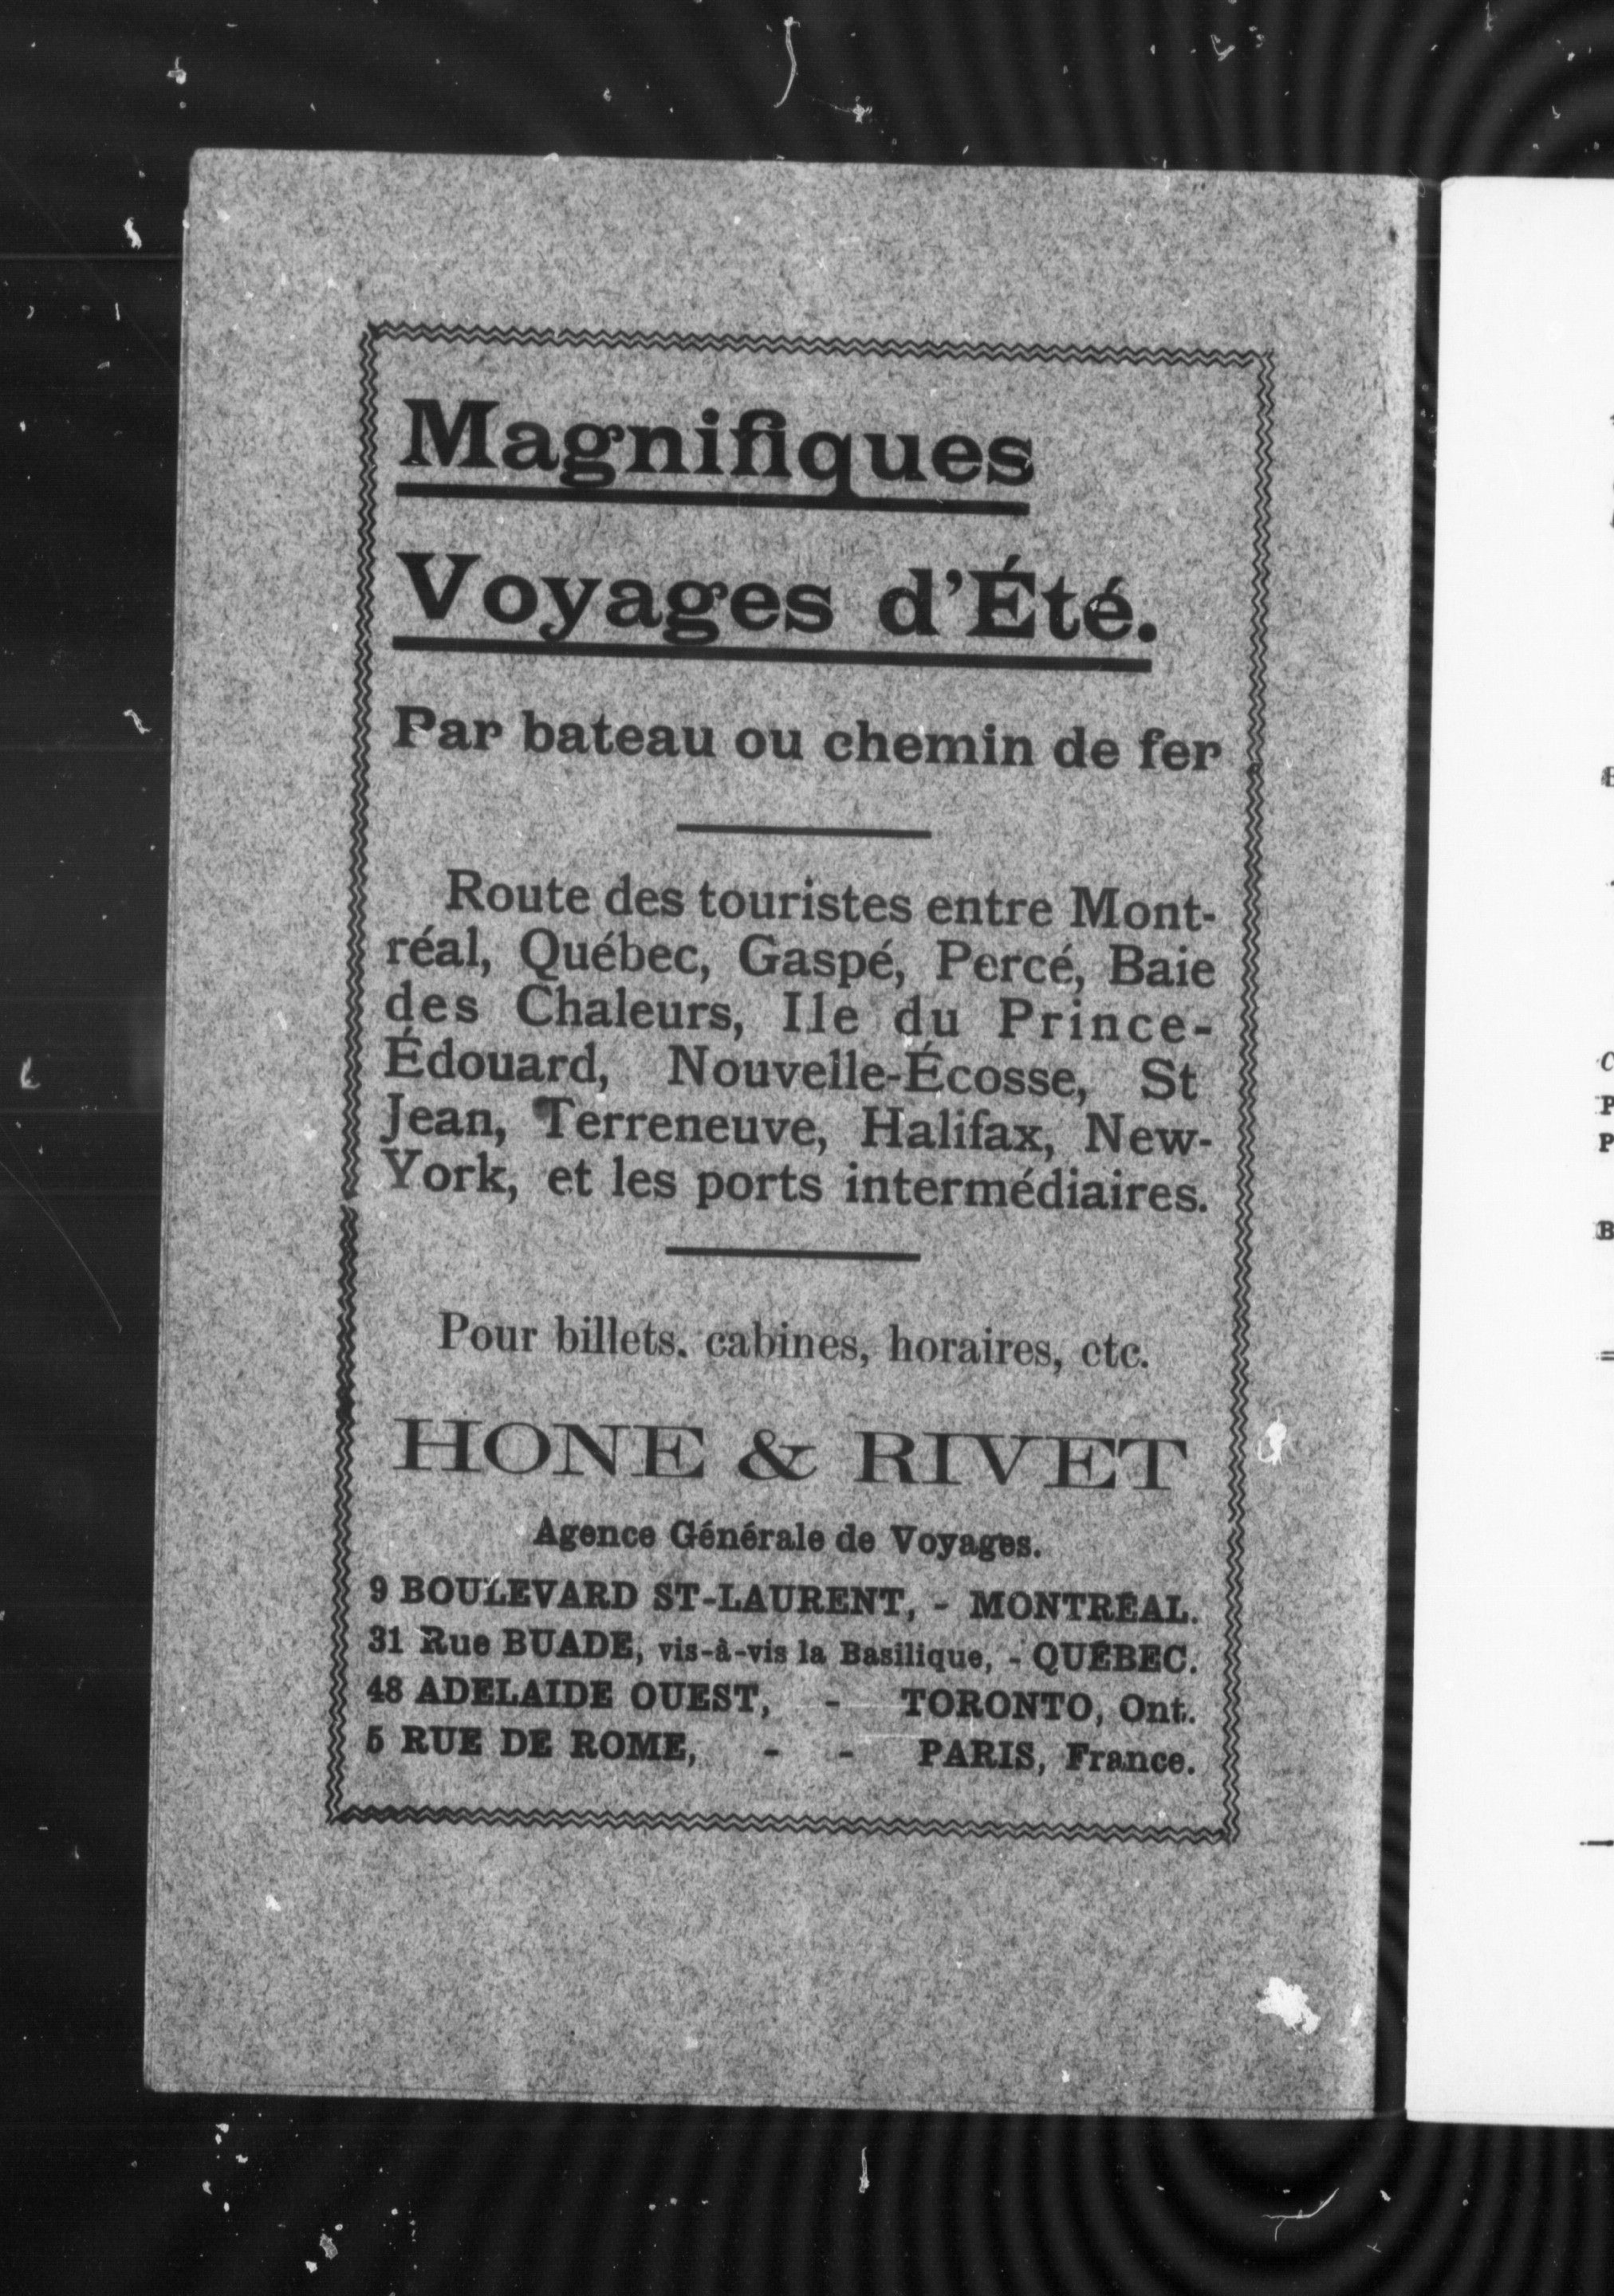 Magnifiques
Voyages d'Été.
Par bateau ou chemin de fer
Route des touristes entre Mont-
réal, Québec, Gaspé, Percé, Baie
des Chaleurs, Ile du Prince-
Édouard, Nouvelle-Écosse, St
Jean, Terreneuve, Halifax, New-
York, et les ports intermédiaires.
Pour billets, cabines, horaires, etc.
HONE & RIVET
Agence Générale de Voyages.
9 BOULEVARD ST-LAURENT, - MONTRÉAL.
31 Rue BUADE, vis-à-vis la Basilique, - QUÉBEC.
48 ADELAIDE OUEST, - TORONTO, Ont.
5 RUE DE ROME, - - PARIS, France.